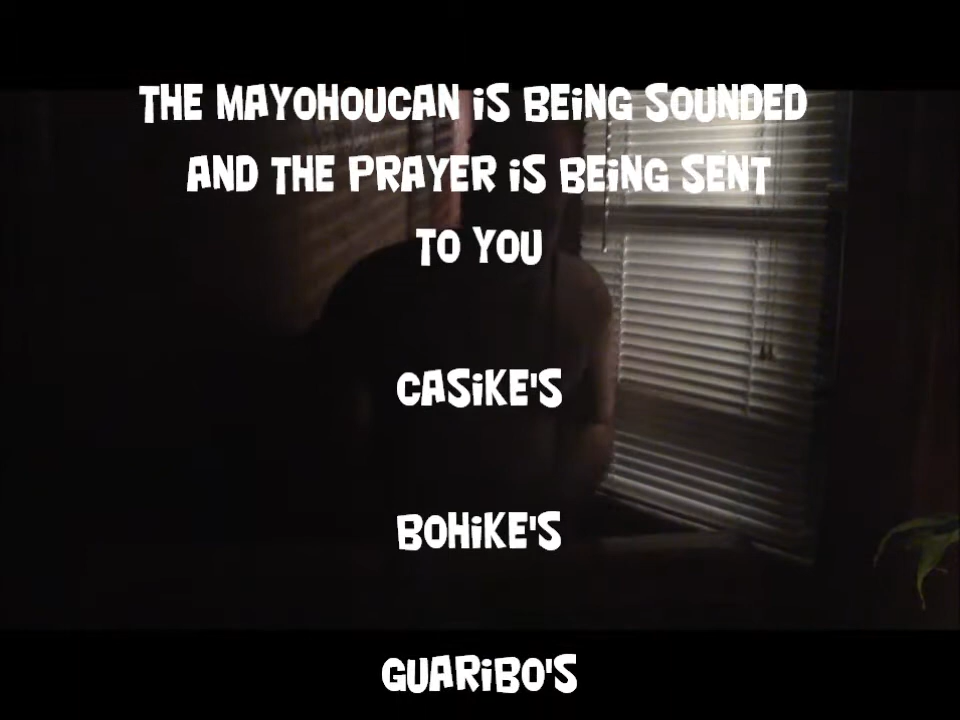 THE MAYOHOUCAN iS BEiNG SOUNDED
AND THE PRAYER iS BEiNG SENT
TO YOU
CASiKE'S
BOHiKE'S
GUARiBO'S